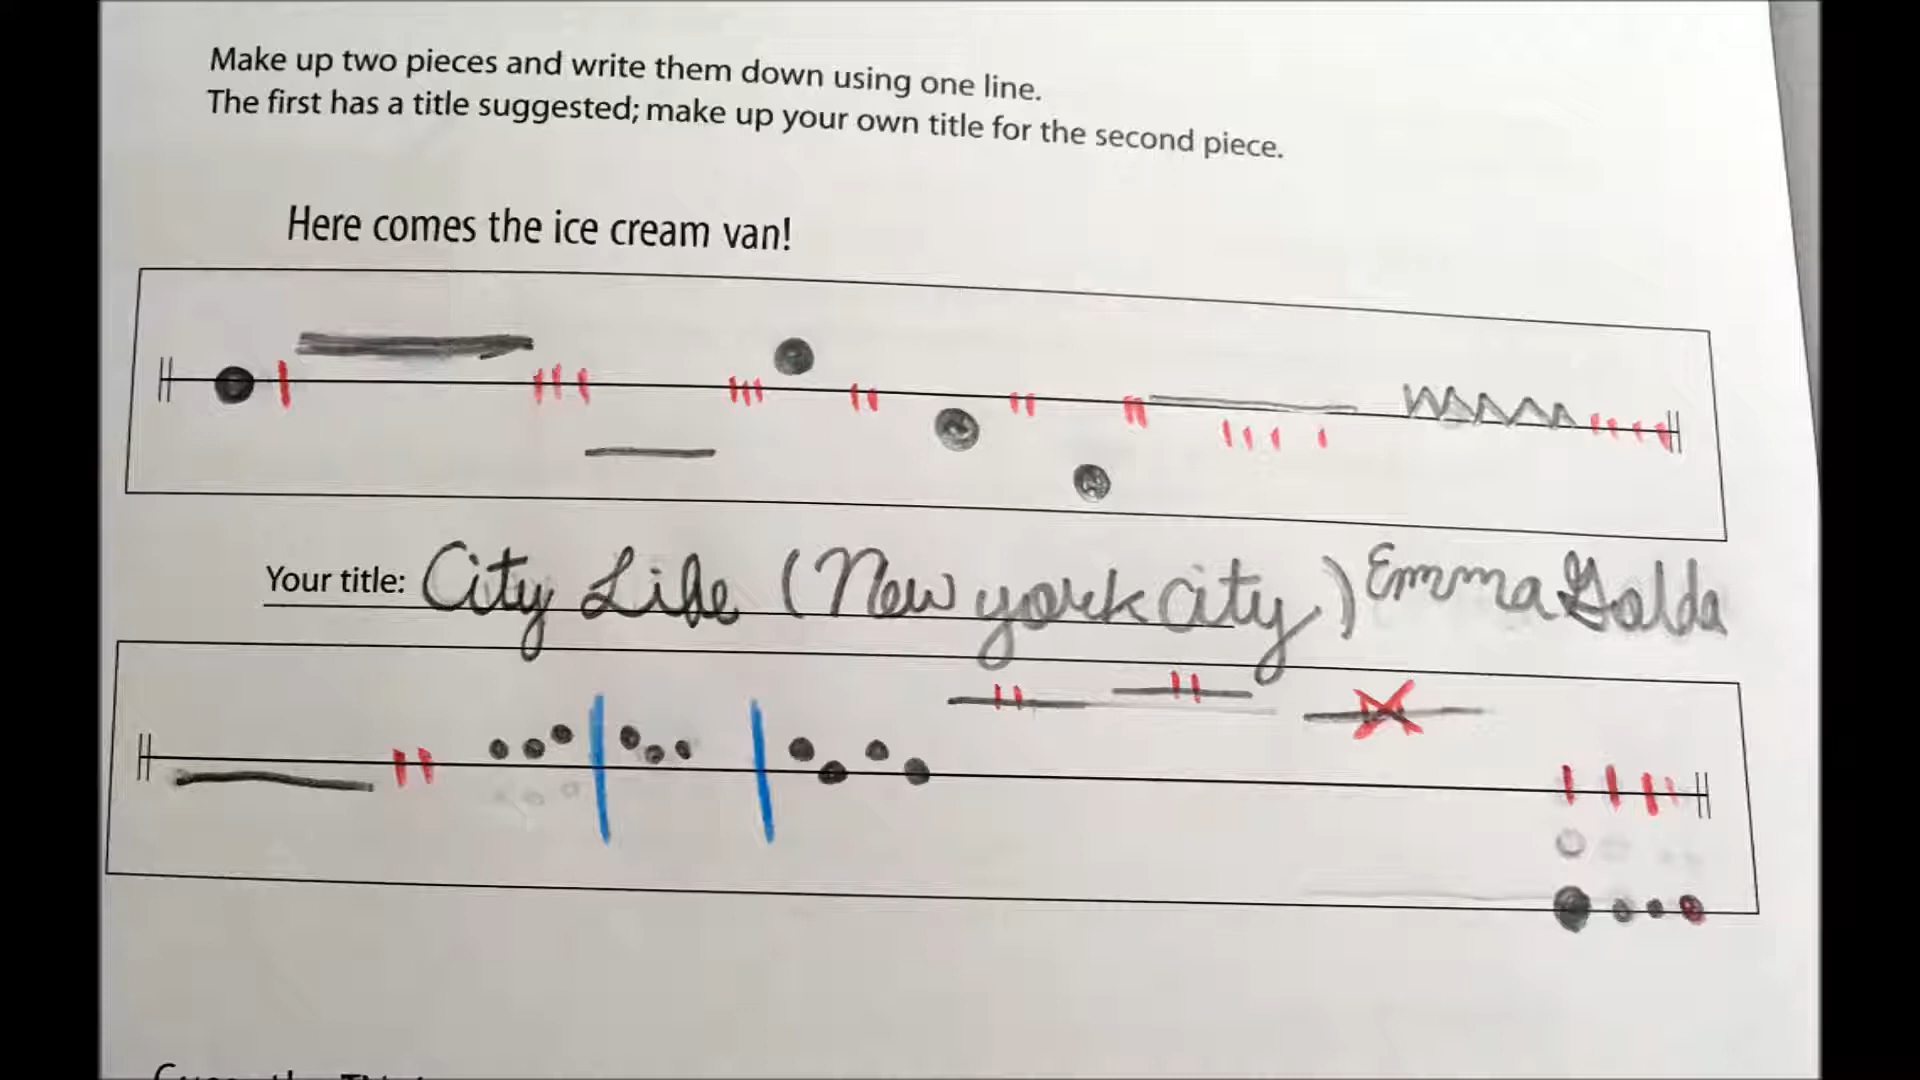 Make up two pieces and write them down using one line.
The first has a title suggested; make up your own title for the second piece.
Here comes the ice cream van!
Your title: City Life (New york city) Emma Galda